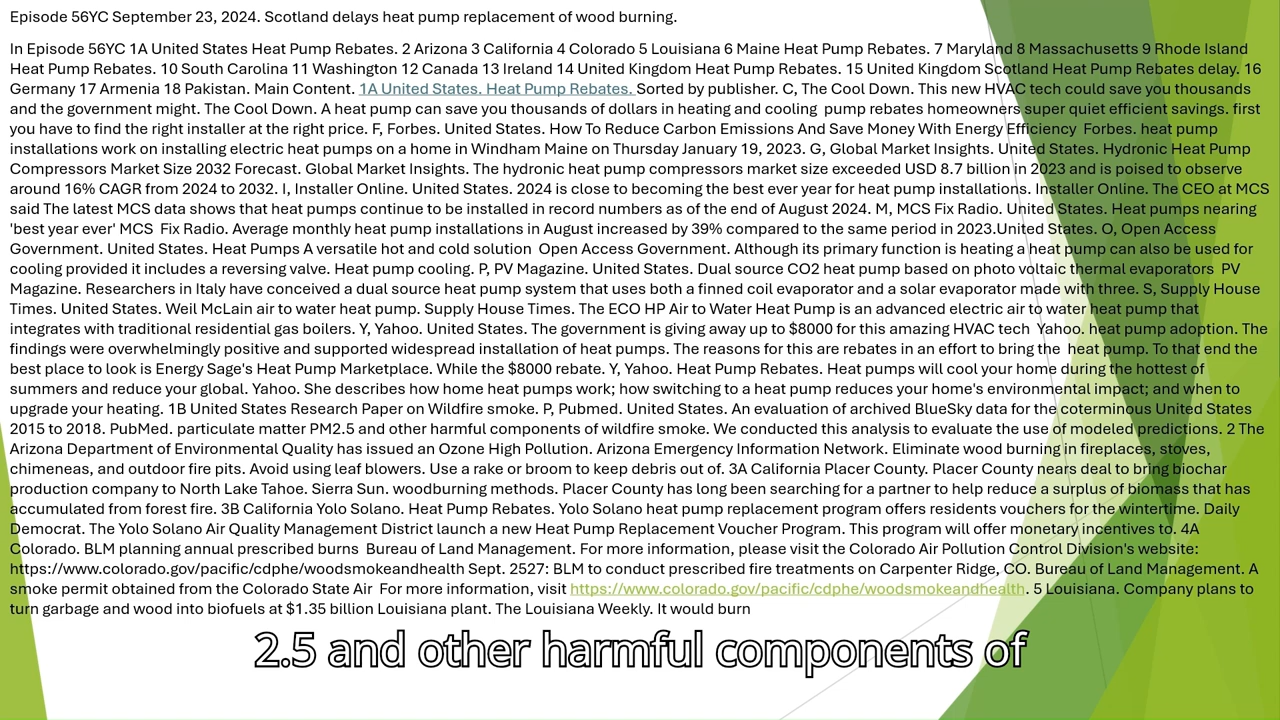 Episode 56YC September 23, 2024. Scotland delays heat pump replacement of wood burning.
In Episode 56YC 1A United States Heat Pump Rebates. 2 Arizona 3 California 4 Colorado 5 Louisiana 6 Maine Heat Pump Rebates. 7 Maryland 8 Massachusetts 9 Rhode Island
Heat Pump Rebates. 10 South Carolina 11 Washington 12 Canada 13 Ireland 14 United Kingdom Heat Pump Rebates. 15 United Kingdom Scotland Heat Pump Rebates delay. 16
Germany 17 Armenia 18 Pakistan. Main Content. 1A United States. Heat Pump Rebates. Sorted by publisher. C, The Cool Down. This new HVAC tech could save you thousands
and the government might. The Cool Down. A heat pump can save you thousands of dollars in heating and cooling  pump rebates homeowners super quiet efficient savings. first
you have to find the right installer at the right price. F, Forbes. United States. How To Reduce Carbon Emissions And Save Money With Energy Efficiency  Forbes. heat pump
installations work on installing electric heat pumps on a home in Windham Maine on Thursday January 19, 2023. G, Global Market Insights. United States. Hydronic Heat Pump
Compressors Market Size 2032 Forecast. Global Market Insights. The hydronic heat pump compressors market size exceeded USD 8.7 billion in 2023 and is poised to observe
around 16% CAGR from 2024 to 2032. I, Installer Online. United States. 2024 is close to becoming the best ever year for heat pump installations. Installer Online. The CEO at MCS
said The latest MCS data shows that heat pumps continue to be installed in record numbers as of the end of August 2024. M, MCS Fix Radio. United States. Heat pumps nearing
'best year ever' MCS  Fix Radio. Average monthly heat pump installations in August increased by 39% compared to the same period in 2023.United States. O, Open Access
Government. United States. Heat Pumps A versatile hot and cold solution  Open Access Government. Although its primary function is heating a heat pump can also be used for
cooling provided it includes a reversing valve. Heat pump cooling. P, PV Magazine. United States. Dual source CO2 heat pump based on photo voltaic thermal evaporators  PV
Magazine. Researchers in Italy have conceived a dual source heat pump system that uses both a finned coil evaporator and a solar evaporator made with three. S, Supply House
Times. United States. Weil McLain air to water heat pump. Supply House Times. The ECO HP Air to Water Heat Pump is an advanced electric air to water heat pump that
integrates with traditional residential gas boilers. Y, Yahoo. United States. The government is giving away up to $8000 for this amazing HVAC tech  Yahoo. heat pump adoption. The
findings were overwhelmingly positive and supported widespread installation of heat pumps. The reasons for this are rebates in an effort to bring the  heat pump. To that end the
best place to look is Energy Sage's Heat Pump Marketplace. While the $8000 rebate. Y, Yahoo. Heat Pump Rebates. Heat pumps will cool your home during the hottest of
summers and reduce your global. Yahoo. She describes how home heat pumps work; how switching to a heat pump reduces your home's environmental impact; and when to
upgrade your heating. 1B United States Research Paper on Wildfire smoke. P, Pubmed. United States. An evaluation of archived BlueSky data for the coterminous United States
2015 to 2018. PubMed. particulate matter PM2.5 and other harmful components of wildfire smoke. We conducted this analysis to evaluate the use of modeled predictions. 2 The
Arizona Department of Environmental Quality has issued an Ozone High Pollution. Arizona Emergency Information Network. Eliminate wood burning in fireplaces, stoves,
chimeneas, and outdoor fire pits. Avoid using leaf blowers. Use a rake or broom to keep debris out of. 3A California Placer County. Placer County nears deal to bring biochar
production company to North Lake Tahoe. Sierra Sun. woodburning methods. Placer County has long been searching for a partner to help reduce a surplus of biomass that has
accumulated from forest fire. 3B California Yolo Solano. Heat Pump Rebates. Yolo Solano heat pump replacement program offers residents vouchers for the wintertime. Daily
Democrat. The Yolo Solano Air Quality Management District launch a new Heat Pump Replacement Voucher Program. This program will offer monetary incentives to. 4A
Colorado. BLM planning annual prescribed burns  Bureau of Land Management. For more information, please visit the Colorado Air Pollution Control Division's website:
https://www.colorado.gov/pacific/cdphe/woodsmokeandhealth Sept. 2527: BLM to conduct prescribed fire treatments on Carpenter Ridge, CO. Bureau of Land Management. A
smoke permit obtained from the Colorado State Air  For more information, visit https://www.colorado.gov/pacific/cdphe/woodsmokeandhealth. 5 Louisiana. Company plans to
turn garbage and wood into biofuels at $1.35 billion Louisiana plant. The Louisiana Weekly. It would burn
2.5 and other harmful components of